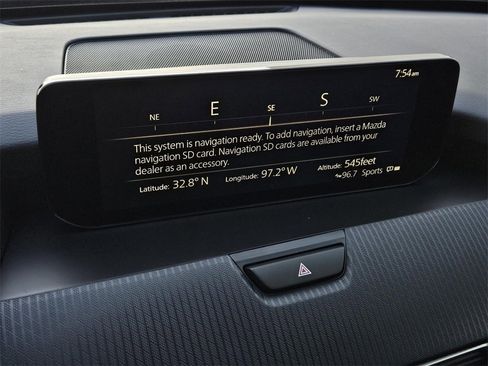 7:54am
NE E SE S SW
This system is navigation ready. To add navigation, insert a Mazda
navigation SD card. Navigation SD cards are available from your
dealer as an accessory.
Latitude: 32.8° N Longitude: 97.2° W Altitude: 545feet
96.7 Sports